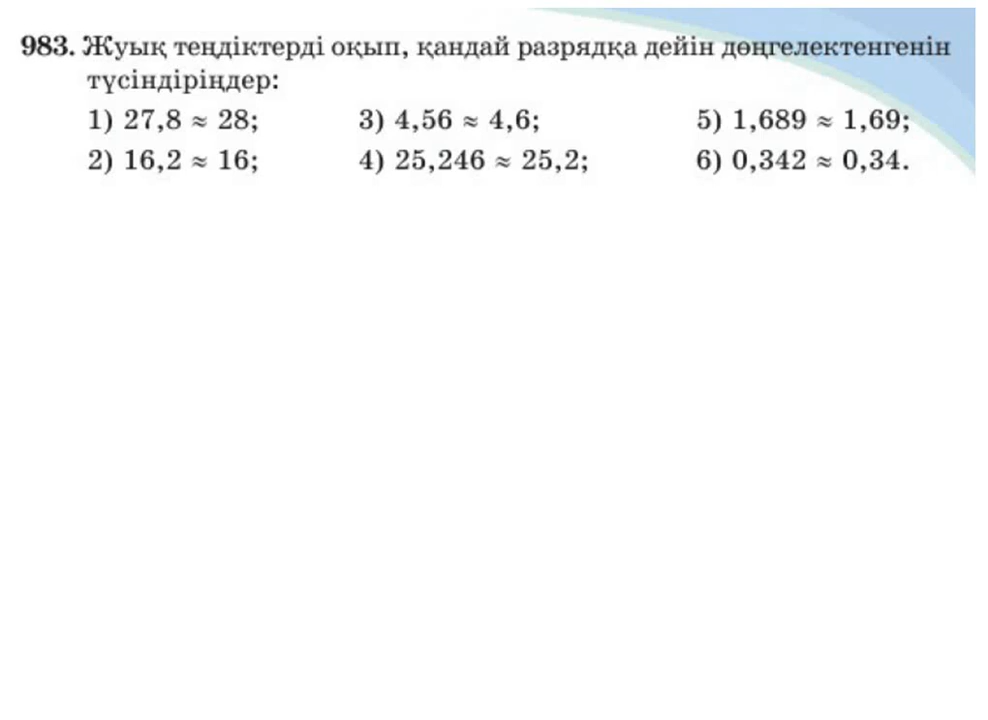 983. Жуық теңдіктерді оқып, қандай разрядқа дейін дөңгелектенгенін
түсіндіріңдер:
1) 27,8 ≈ 28; 3) 4,56 ≈ 4,6; 5) 1,689 ≈ 1,69;
2) 16,2 ≈ 16; 4) 25,246 ≈ 25,2; 6) 0,342 ≈ 0,34.